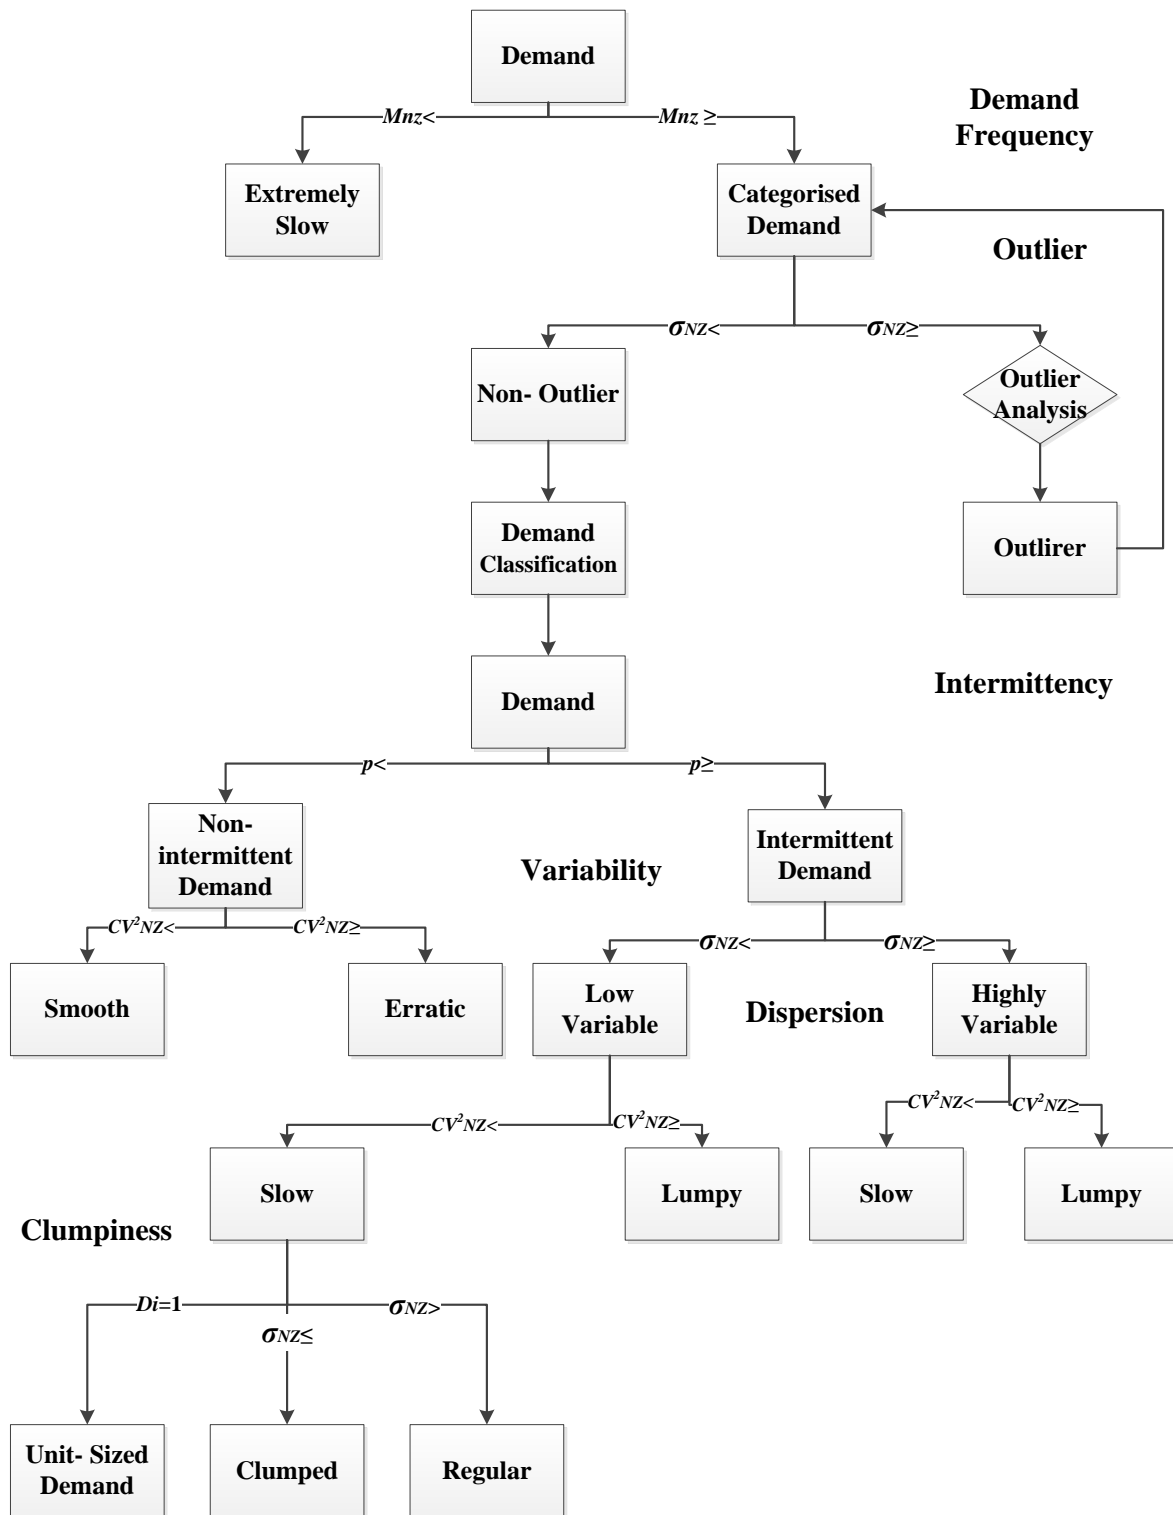 Demand
Demand
Frequency
Mnz<
Mnz ≥
Extremely
Slow
Categorised
Demand
Outlier
σNZ<
σNZ≥
Non- Outlier
Outlier
Analysis
Demand
Classification
Outlirer
Demand
Intermittency
p<
p≥
Non-
intermittent
Demand
Intermittent
Demand
Variability
CV²NZ<
CV²NZ≥
σNZ<
σNZ≥
Smooth
Erratic
Low
Variable
Dispersion
Highly
Variable
CV²NZ<
CV²NZ≥
CV²NZ<
CV²NZ≥
Slow
Lumpy
Slow
Lumpy
Clumpiness
Di=1
σNZ≤
σNZ>
Unit- Sized
Demand
Clumped
Regular